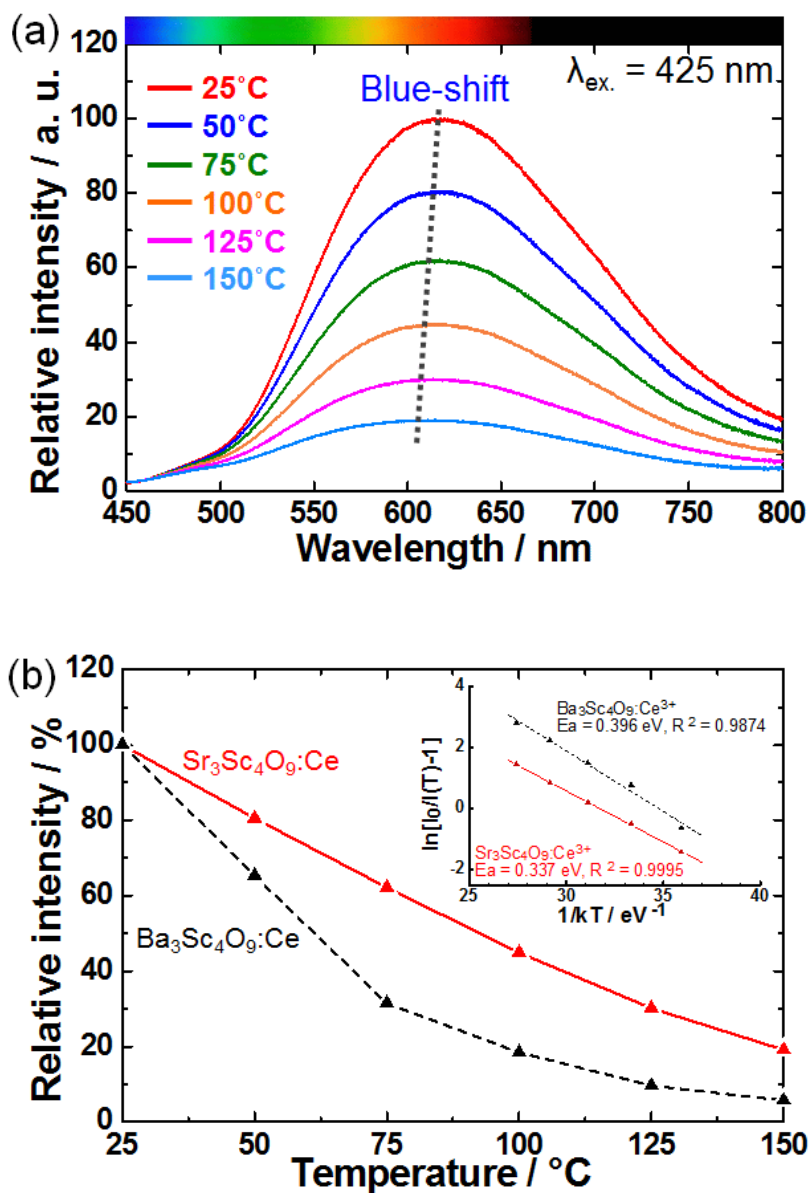 (a)
120
100
80
60
40
20
0
Relative intensity / a. u.
25°C
50°C
75°C
100°C
125°C
150°C
Blue-shift
λex. = 425 nm
450 500 550 600 650 700 750 800
Wavelength / nm
(b)
120
100
80
60
40
20
0
Relative intensity / %
Sr₃Sc₄O₉:Ce
Ba₃Sc₄O₉:Ce
4
2
0
-2
ln[I₀/I(T)-1]
Ba₃Sc₄O₉:Ce³⁺
Ea = 0.396 eV, R² = 0.9874
Sr₃Sc₄O₉:Ce³⁺
Ea = 0.337 eV, R² = 0.9995
25 30 35 40
1/kT / eV⁻¹
25 50 75 100 125 150
Temperature / °C